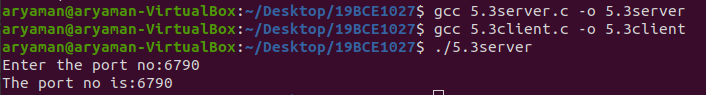 aryaman@aryaman-VirtualBox:~/Desktop/19BCE1027$ gcc 5.3server.c -o 5.3server
aryaman@aryaman-VirtualBox:~/Desktop/19BCE1027$ gcc 5.3client.c -o 5.3client
aryaman@aryaman-VirtualBox:~/Desktop/19BCE1027$ ./5.3server
Enter the port no:6790
The port no is:6790